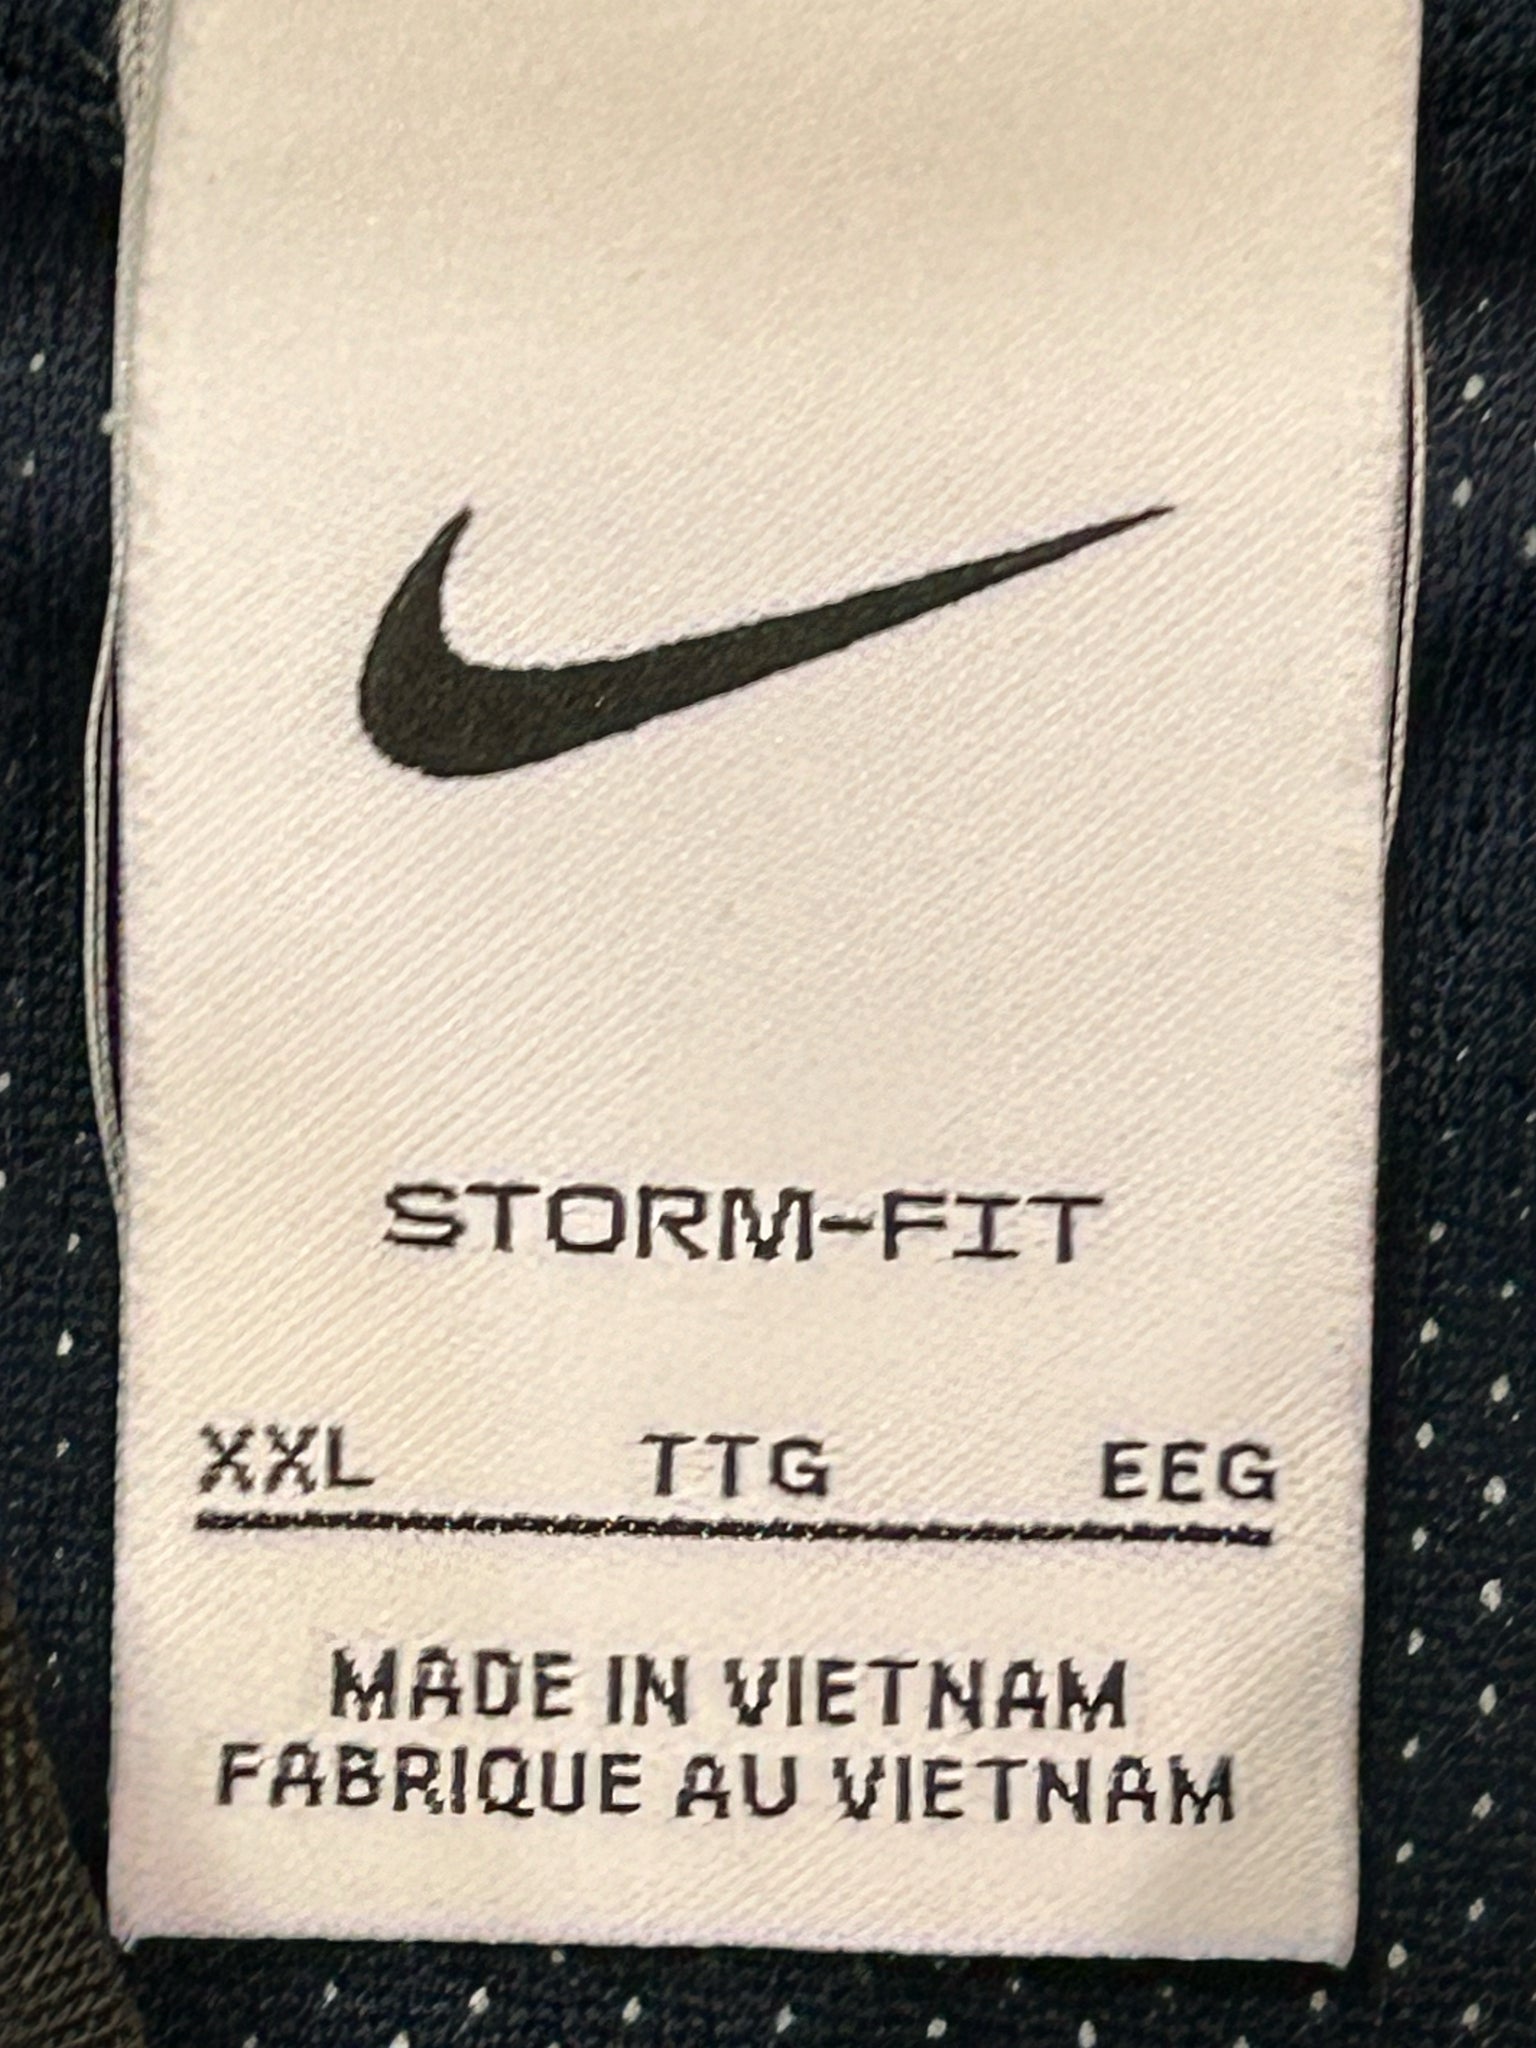 STORM-FIT
XXL TTG EEG
MADE IN VIETNAM
FABRIQUE AU VIETNAM